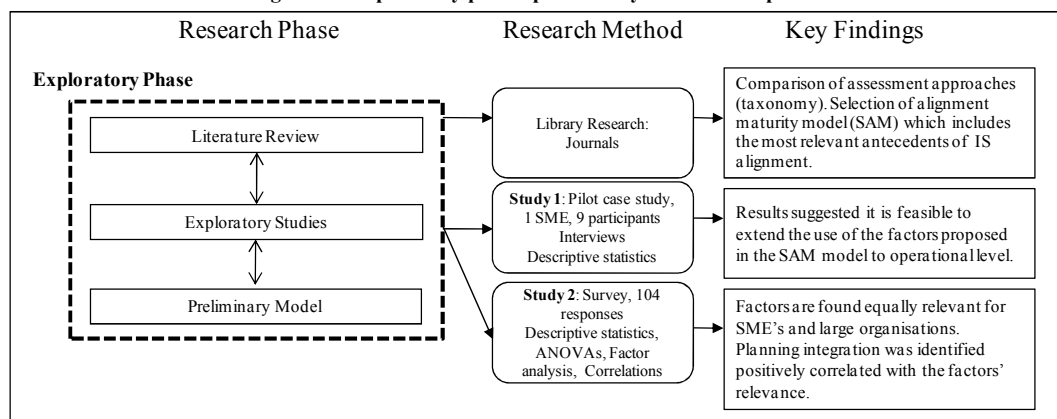 Research Phase
Research Method
Key Findings
Exploratory Phase
Literature Review
Exploratory Studies
Preliminary Model
Library Research:
Journals
Study 1: Pilot case study,
1 SME, 9 participants
Interviews
Descriptive statistics
Study 2: Survey, 104
responses
Descriptive statistics,
ANOVAs, Factor
analysis, Correlations
Comparison of assessment approaches
(taxonomy). Selection of alignment
maturity model (SAM) which includes
the most relevant antecedents of IS
alignment.
Results suggested it is feasible to
extend the use of the factors proposed
in the SAM model to operational level.
Factors are found equally relevant for
SME's and large organisations.
Planning integration was identified
positively correlated with the factors'
relevance.